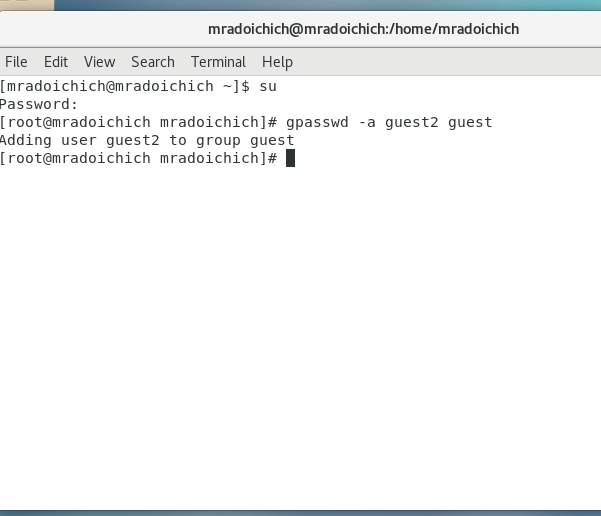 mradoichich@mradoichich:/home/mradoichich
File Edit View Search Terminal Help
[mradoichich@mradoichich ~]$ su
Password:
[root@mradoichich mradoichich]# gpasswd -a guest2 guest
Adding user guest2 to group guest
[root@mradoichich mradoichich]#